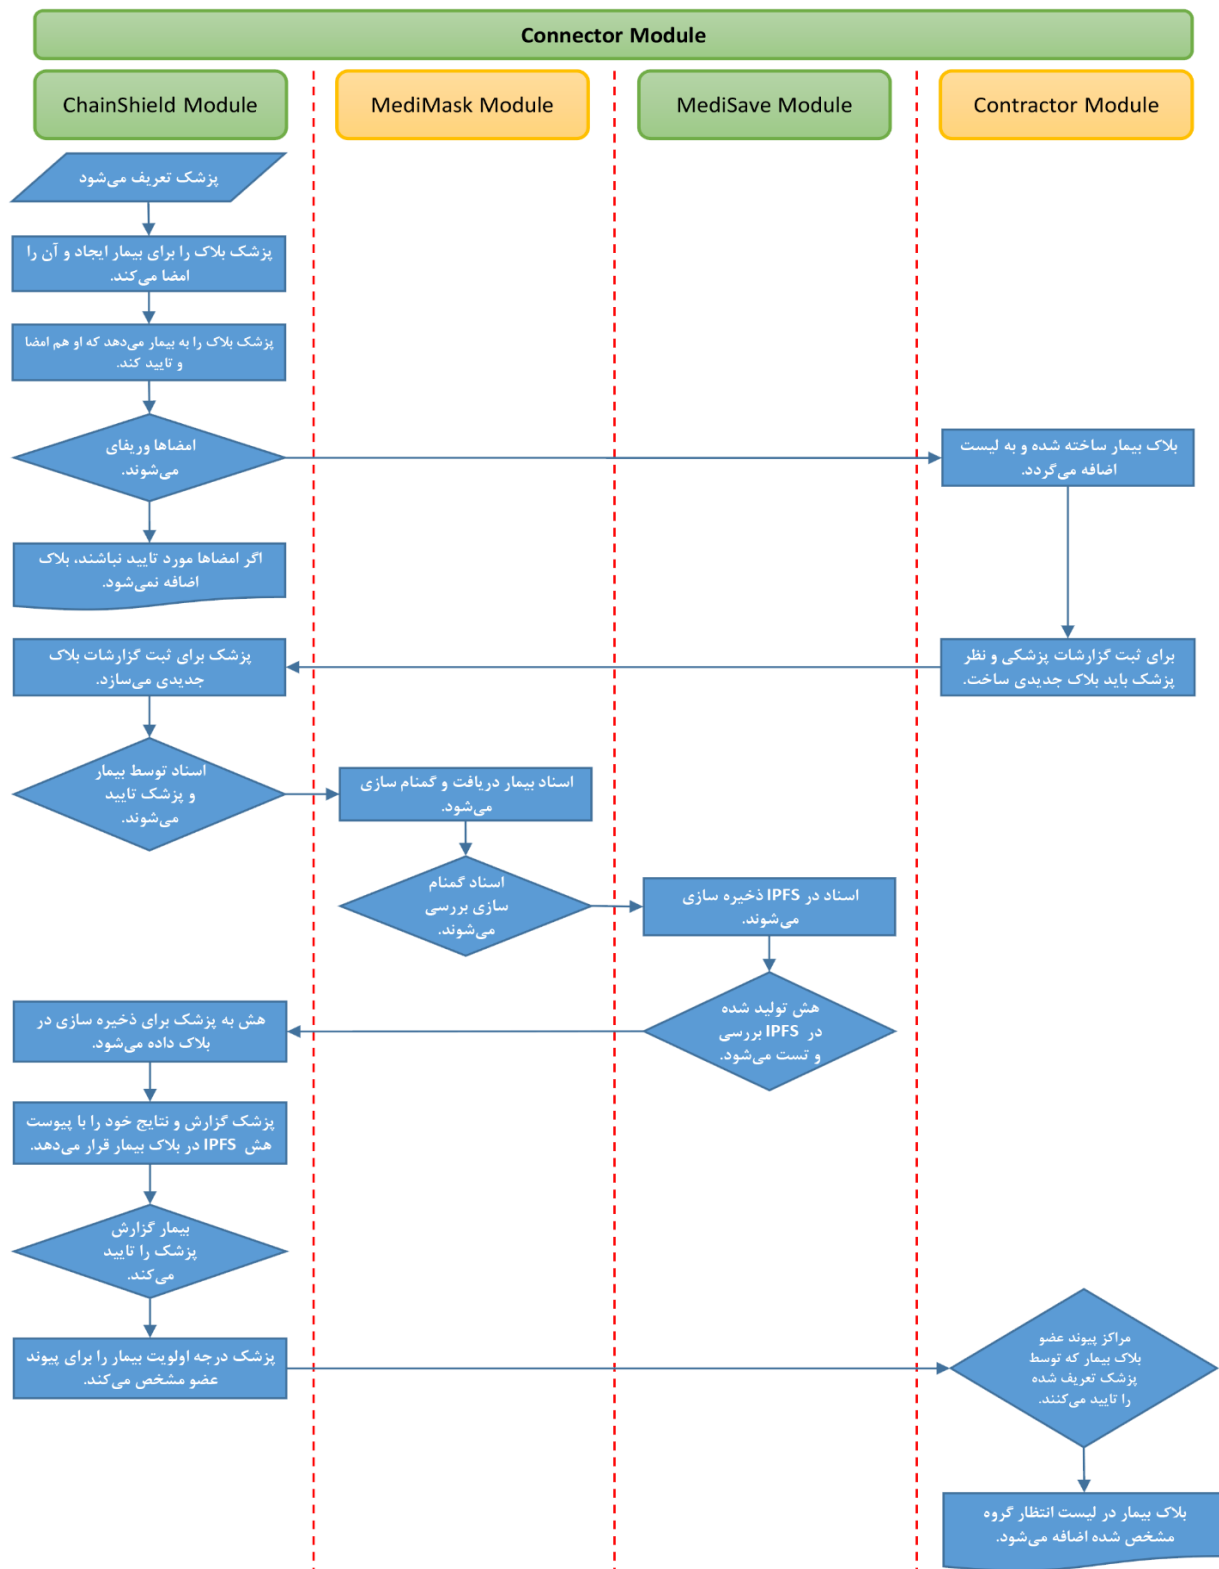 Connector Module
ChainShield Module
MediMask Module
MediSave Module
Contractor Module
پزشک تعریف می‌شود
پزشک بلاک را برای بیمار ایجاد و آن را
امضا می‌کند.
پزشک بلاک را به بیمار می‌دهد که او هم امضا
و تایید کند.
امضاها وریفای
می‌شوند.
بلاک بیمار ساخته شده و به لیست
اضافه می‌گردد.
اگر امضاها مورد تایید نباشند، بلاک
اضافه نمی‌شود.
برای ثبت گزارشات پزشکی و نظر
پزشک باید بلاک جدیدی ساخت.
پزشک برای ثبت گزارشات بلاک
جدیدی می‌سازد.
اسناد توسط بیمار
و پزشک تایید
می‌شوند.
اسناد بیمار دریافت و گمنام سازی
می‌شود.
اسناد گمنام
سازی بررسی
می‌شوند.
اسناد در IPFS ذخیره سازی
می‌شوند.
هش تولید شده
در IPFS بررسی
و تست می‌شود.
هش به پزشک برای ذخیره سازی در
بلاک داده می‌شود.
پزشک گزارش و نتایج خود را با پیوست
هش IPFS در بلاک بیمار قرار می‌دهد.
بیمار گزارش
پزشک را تایید
می‌کند.
پزشک درجه اولویت بیمار را برای پیوند
عضو مشخص می‌کند.
مراکز پیوند عضو
بلاک بیمار که توسط
پزشک تعریف شده
را تایید می‌کنند.
بلاک بیمار در لیست انتظار گروه
مشخص شده اضافه می‌شود.